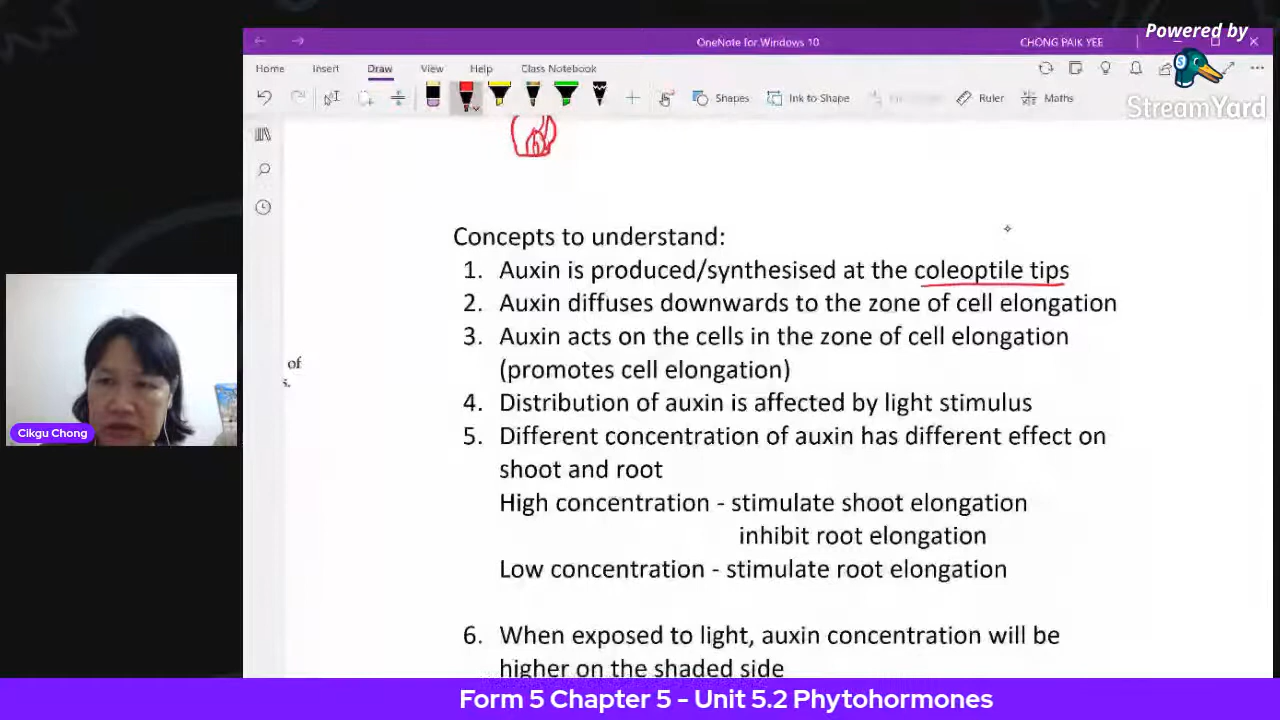 Powered by
StreamYard
OneNote for Windows 10
CHONG PAIK YEE
Home Insert Draw View Help Class Notebook
Shapes Ink to Shape Ruler Maths
Concepts to understand:
1. Auxin is produced/synthesised at the coleoptile tips
2. Auxin diffuses downwards to the zone of cell elongation
3. Auxin acts on the cells in the zone of cell elongation
(promotes cell elongation)
of
s.
4. Distribution of auxin is affected by light stimulus
5. Different concentration of auxin has different effect on
shoot and root
High concentration - stimulate shoot elongation
inhibit root elongation
Low concentration - stimulate root elongation
6. When exposed to light, auxin concentration will be
higher on the shaded side
Cikgu Chong
Form 5 Chapter 5 - Unit 5.2 Phytohormones